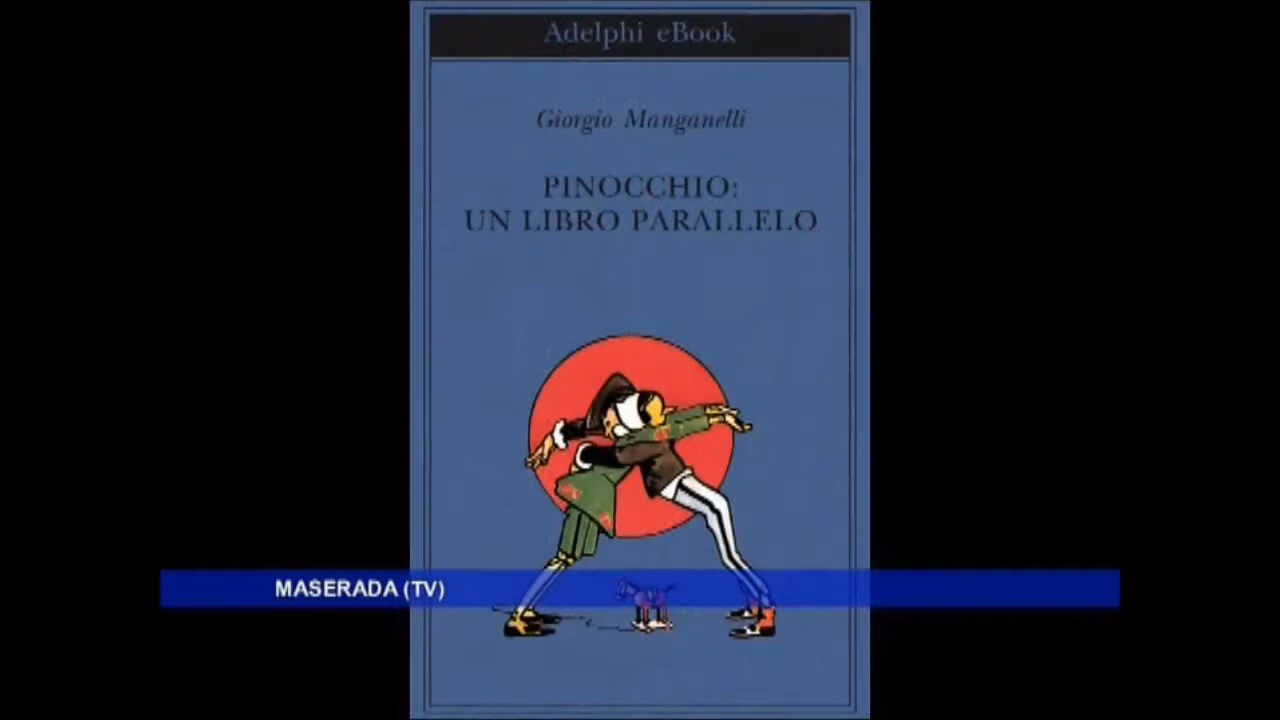 Adelphi eBook
Giorgio Manganelli
PINOCCHIO:
UN LIBRO PARALLELO
MASERADA (TV)